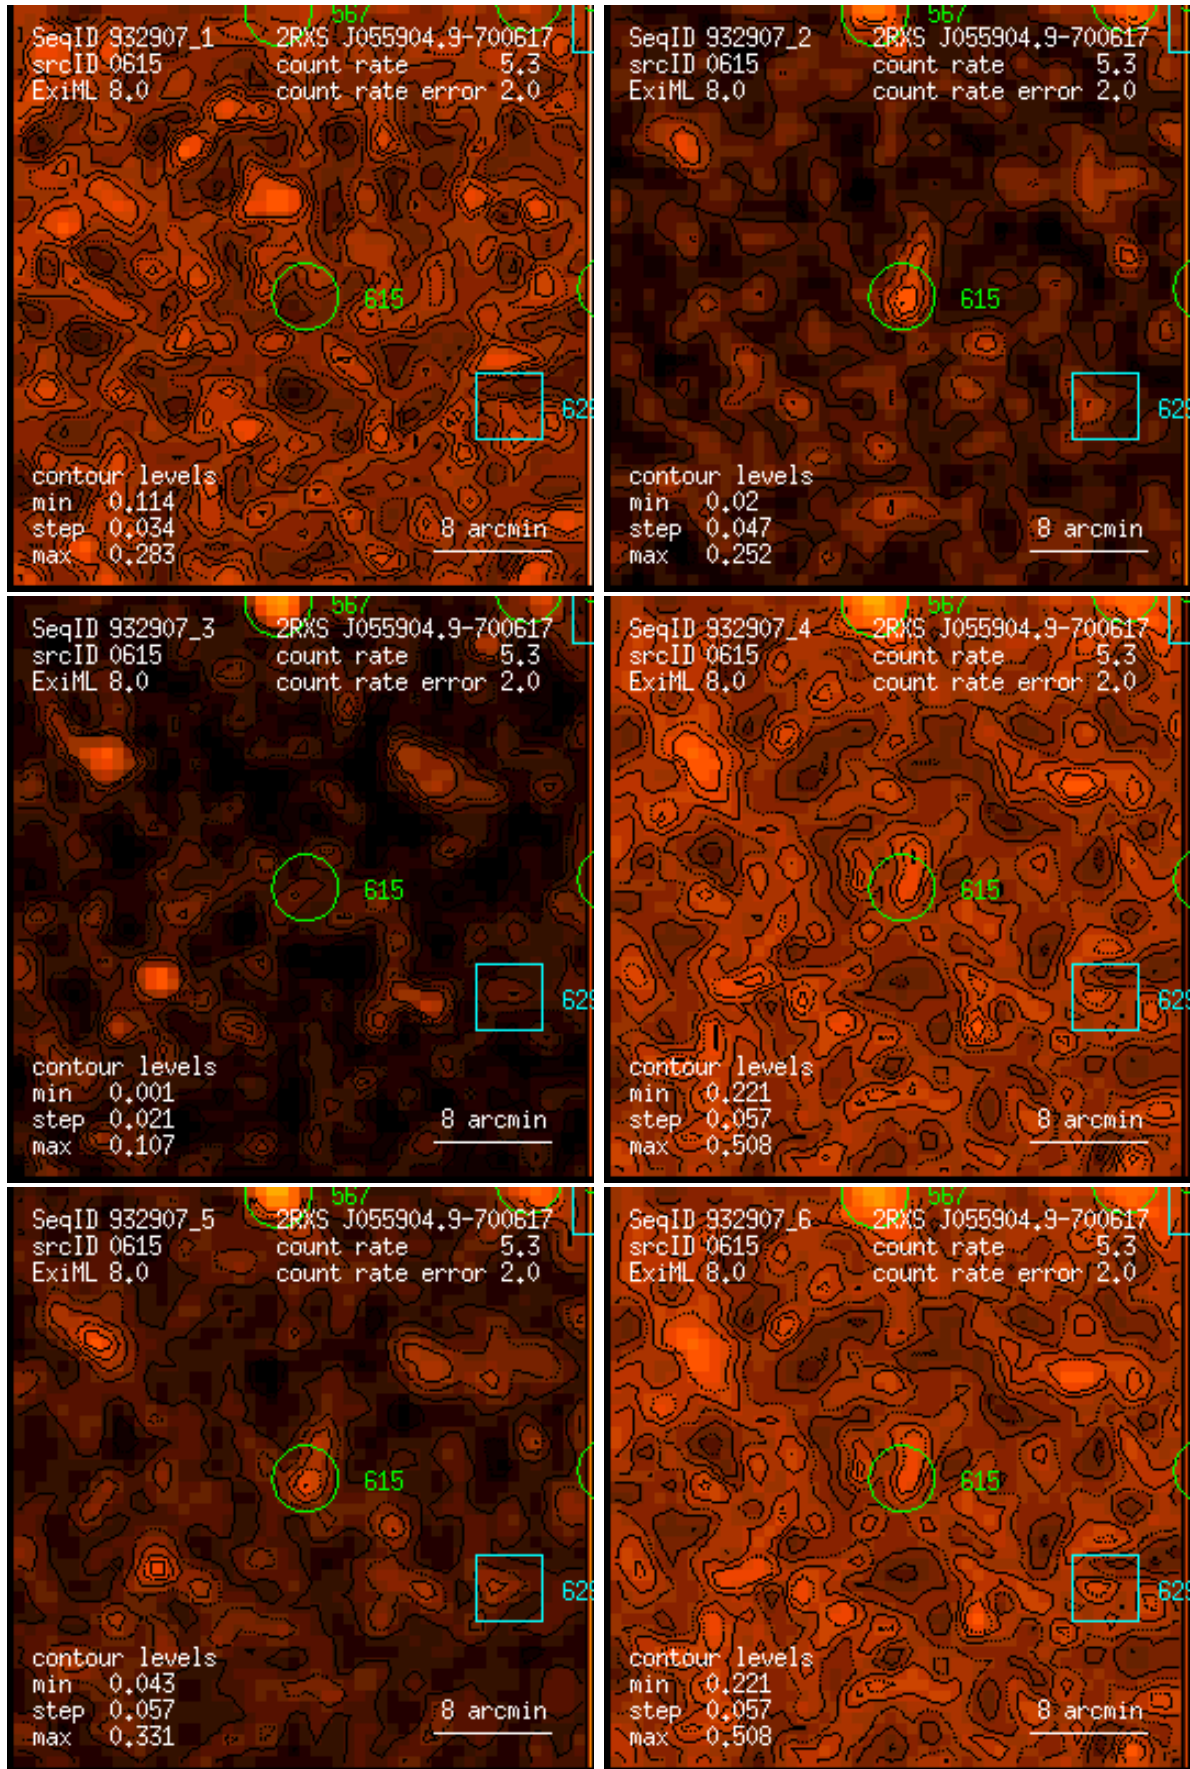 567
SeqID 932907_1 2RXS J055904.9-700617
srcID 0615 count rate 5.3
ExiML 8.0 count rate error 2.0
615
629
contour levels
min 0.114
step 0.034 8 arcmin
max 0.283
567
SeqID 932907_2 2RXS J055904.9-700617
srcID 0615 count rate 5.3
ExiML 8.0 count rate error 2.0
615
629
contour levels
min 0.02
step 0.047 8 arcmin
max 0.252
567
SeqID 932907_3 2RXS J055904.9-700617
srcID 0615 count rate 5.3
ExiML 8.0 count rate error 2.0
615
629
contour levels
min 0.001
step 0.021 8 arcmin
max 0.107
567
SeqID 932907_4 2RXS J055904.9-700617
srcID 0615 count rate 5.3
ExiML 8.0 count rate error 2.0
615
629
contour levels
min 0.221
step 0.057 8 arcmin
max 0.508
567
SeqID 932907_5 2RXS J055904.9-700617
srcID 0615 count rate 5.3
ExiML 8.0 count rate error 2.0
615
629
contour levels
min 0.043
step 0.057 8 arcmin
max 0.331
567
SeqID 932907_6 2RXS J055904.9-700617
srcID 0615 count rate 5.3
ExiML 8.0 count rate error 2.0
615
629
contour levels
min 0.221
step 0.057 8 arcmin
max 0.508